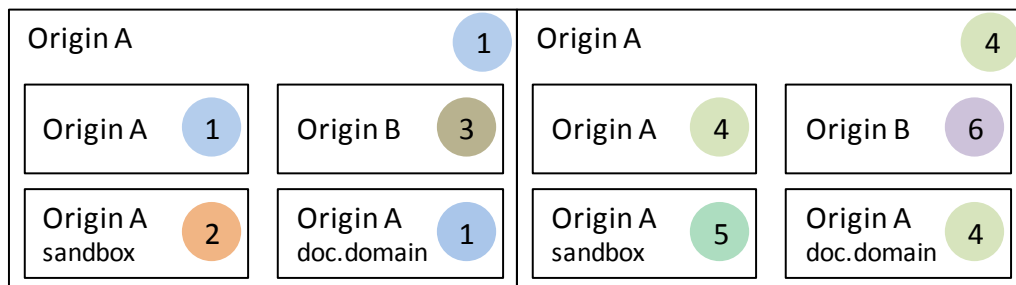 Origin A 1
Origin A 1
Origin B 3
Origin A
sandbox
2
Origin A
doc.domain
1
Origin A 4
Origin A 4
Origin B 6
Origin A
sandbox
5
Origin A
doc.domain
4